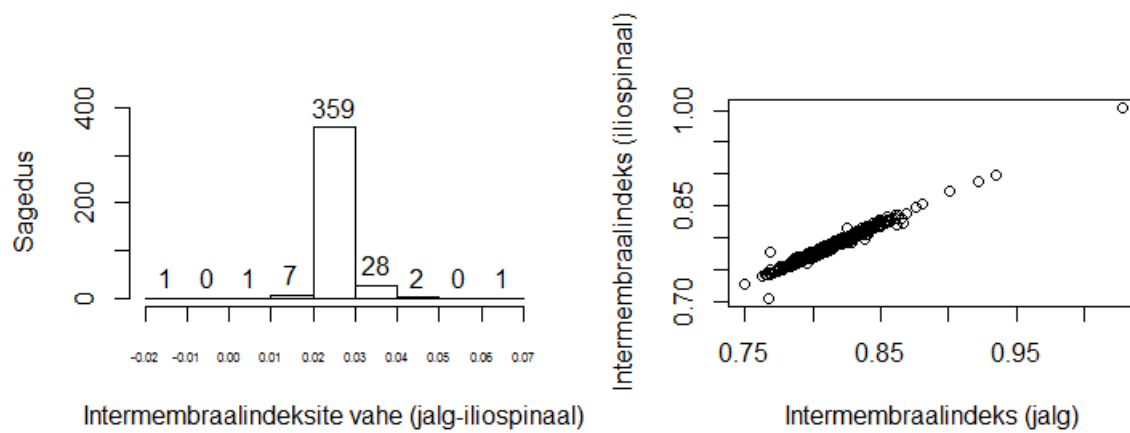 Sagedus
400
200
0
1 0 1 7 359 28 2 0 1
-0.02 -0.01 0.00 0.01 0.02 0.03 0.04 0.05 0.06 0.07
Intermembraalindeksite vahe (jalg-iliospinaal)
Intermembraalindeks (iliospinaal)
1.00
0.85
0.70
0.75 0.85 0.95
Intermembraalindeks (jalg)